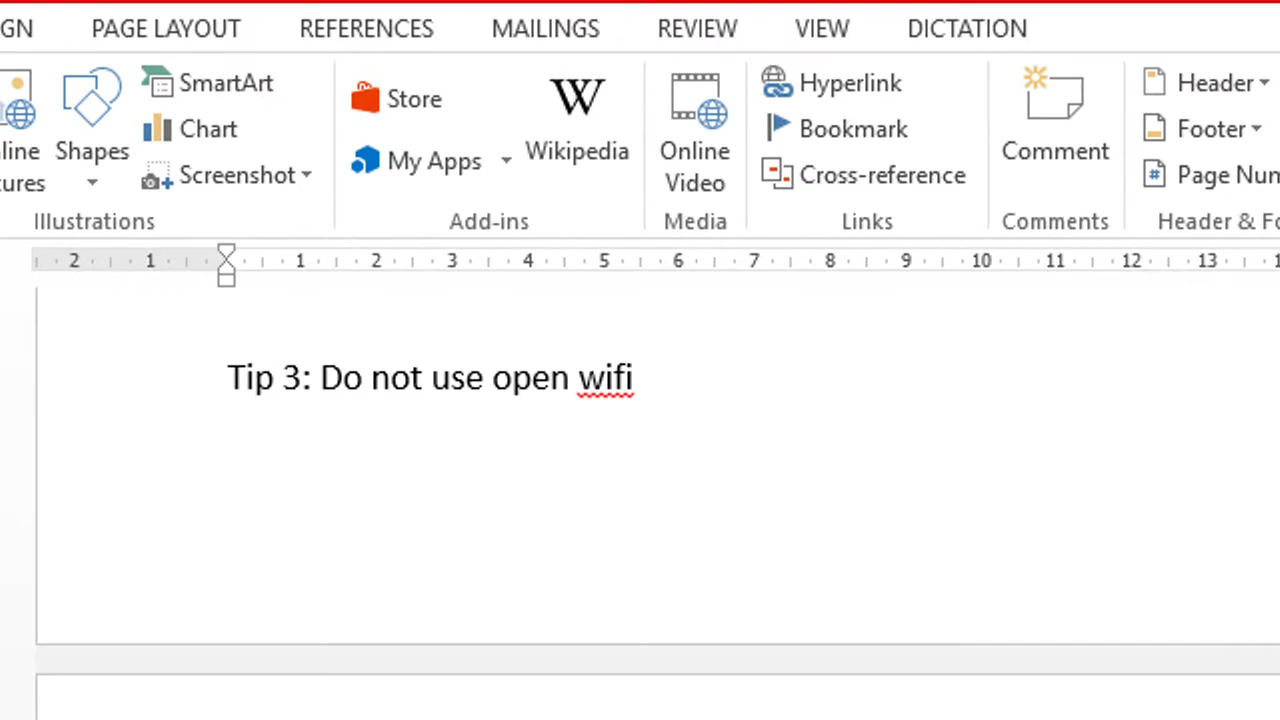 GN PAGE LAYOUT REFERENCES MAILINGS REVIEW VIEW DICTATION
line
tures
Shapes
SmartArt
Chart
Screenshot
Illustrations
Store
My Apps
W
Wikipedia
Add-ins
Online
Video
Media
Hyperlink
Bookmark
Cross-reference
Links
Comment
Comments
Header
Footer
# Page Num
Header & Fo
2 1 1 2 3 4 5 6 7 8 9 10 11 12 13 1
Tip 3: Do not use open wifi